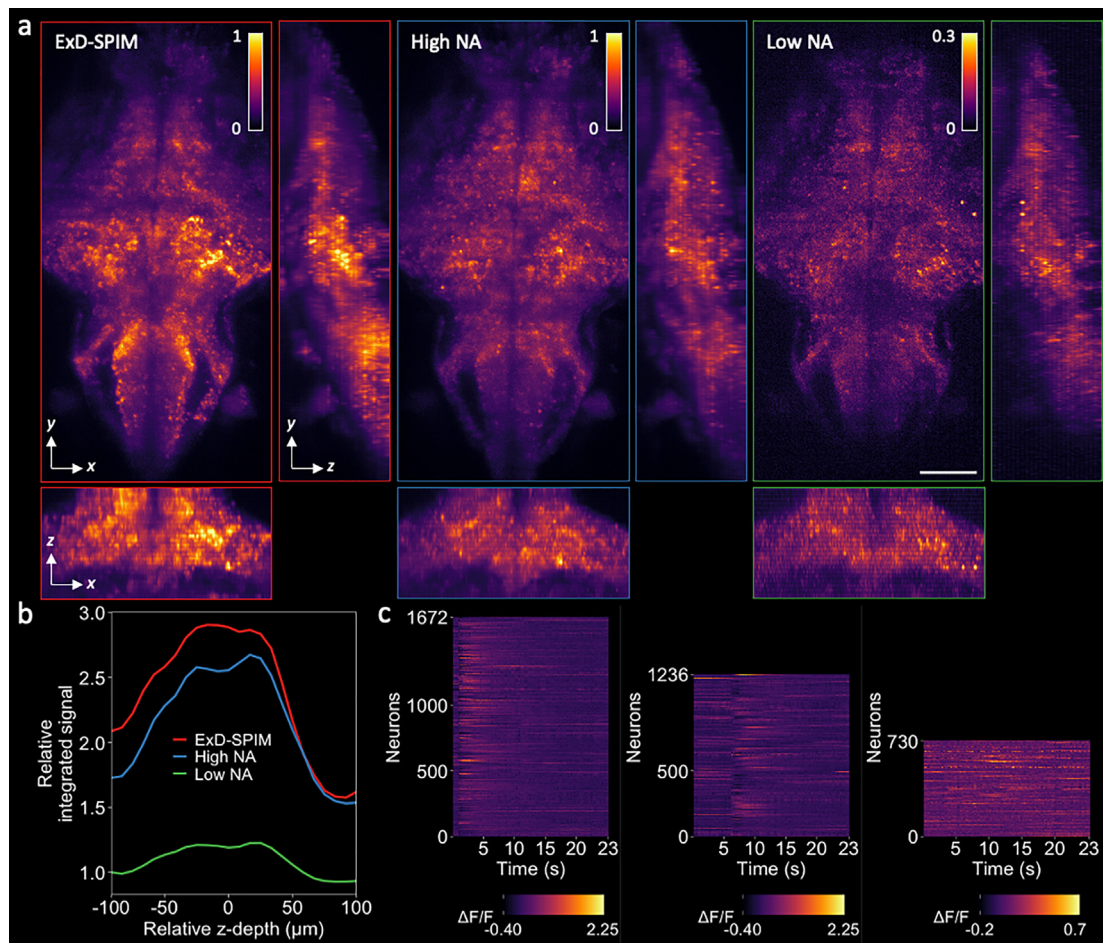 a
ExD-SPIM
1
0
High NA
1
0
Low NA
0.3
0
y
x
y
z
z
x
b
3.0
2.5
2.0
1.5
1.0
Relative
integrated signal
ExD-SPIM
High NA
Low NA
-100
-50
0
50
100
Relative z-depth (µm)
c
1672
1000
500
0
Neurons
5
10
15
20
23
Time (s)
ΔF/F
-0.40
2.25
1236
500
0
Neurons
5
10
15
20
23
Time (s)
ΔF/F
-0.40
2.25
730
0
Neurons
5
10
15
20
23
Time (s)
ΔF/F
-0.2
0.7